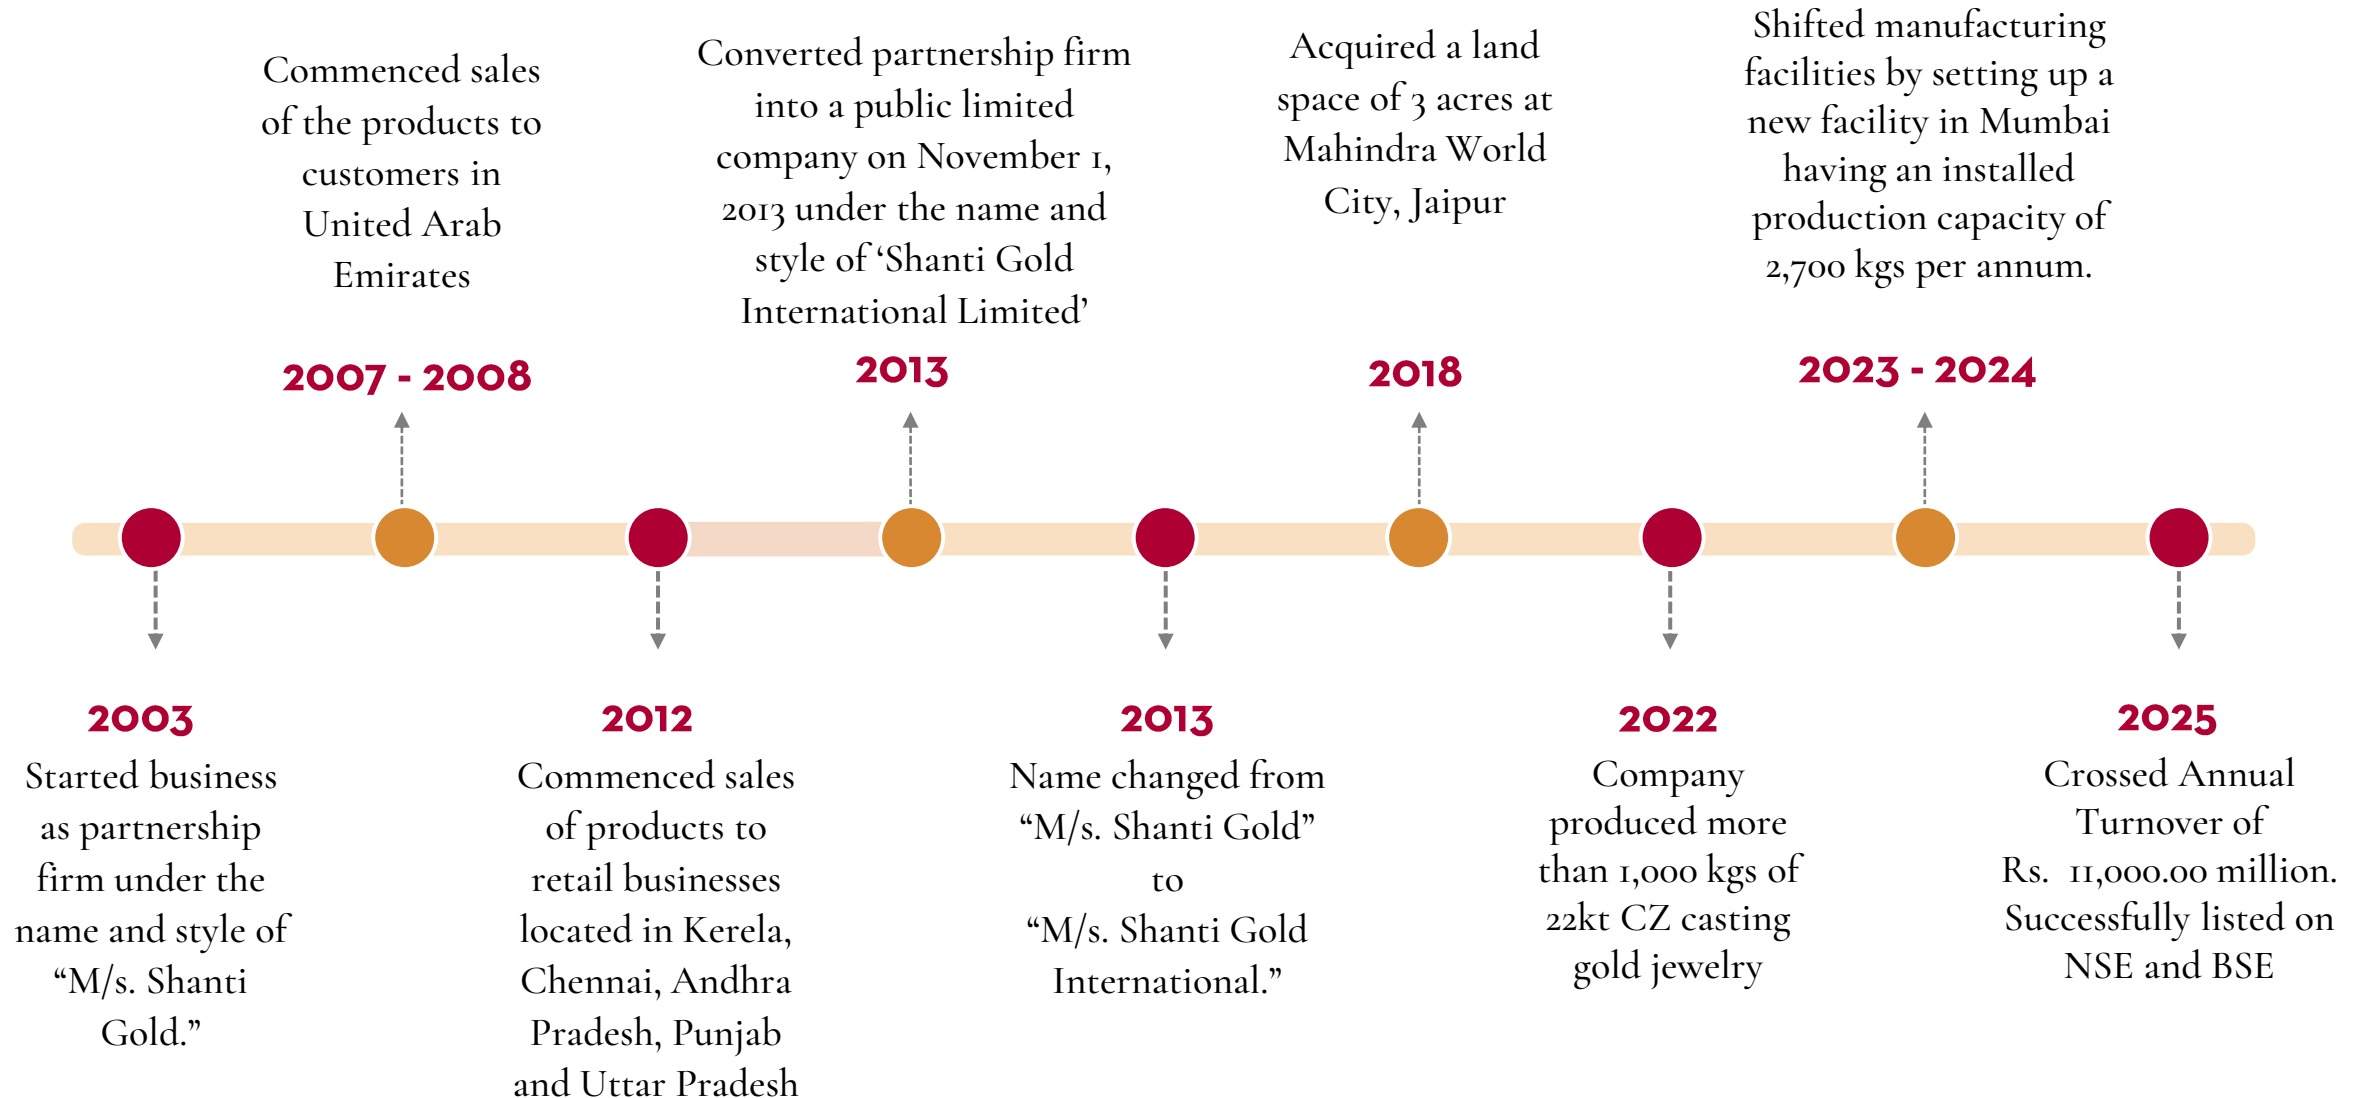 Commenced sales
of the products to
customers in
United Arab
Emirates
2007 - 2008
Converted partnership firm
into a public limited
company on November 1,
2013 under the name and
style of ‘Shanti Gold
International Limited’
2013
Acquired a land
space of 3 acres at
Mahindra World
City, Jaipur
2018
Shifted manufacturing
facilities by setting up a
new facility in Mumbai
having an installed
production capacity of
2,700 kgs per annum.
2023 - 2024
2003
Started business
as partnership
firm under the
name and style of
“M/s. Shanti
Gold.”
2012
Commenced sales
of products to
retail businesses
located in Kerela,
Chennai, Andhra
Pradesh, Punjab
and Uttar Pradesh
2013
Name changed from
“M/s. Shanti Gold”
to
“M/s. Shanti Gold
International.”
2022
Company
produced more
than 1,000 kgs of
22kt CZ casting
gold jewelry
2025
Crossed Annual
Turnover of
Rs. 11,000.00 million.
Successfully listed on
NSE and BSE